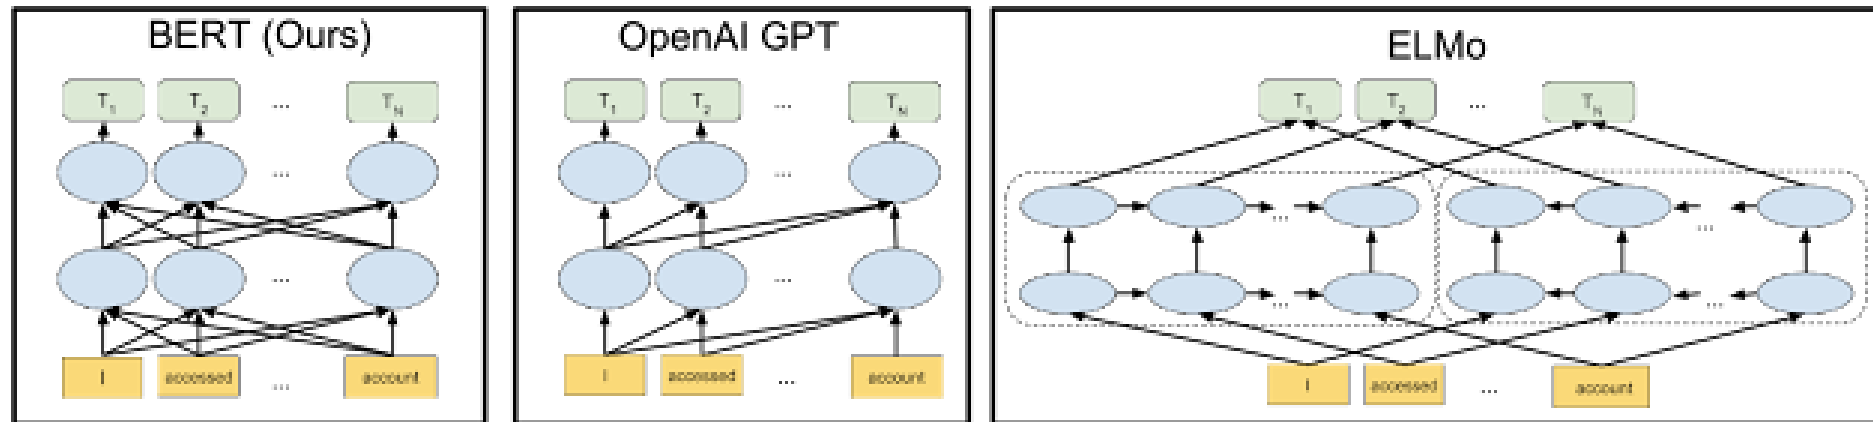 BERT (Ours)
T1 T2 ... TN
...
...
I accessed ... account
OpenAI GPT
T1 T2 ... TN
...
...
I accessed ... account
ELMo
T1 T2 ... TN
... ...
... ...
I accessed ... account